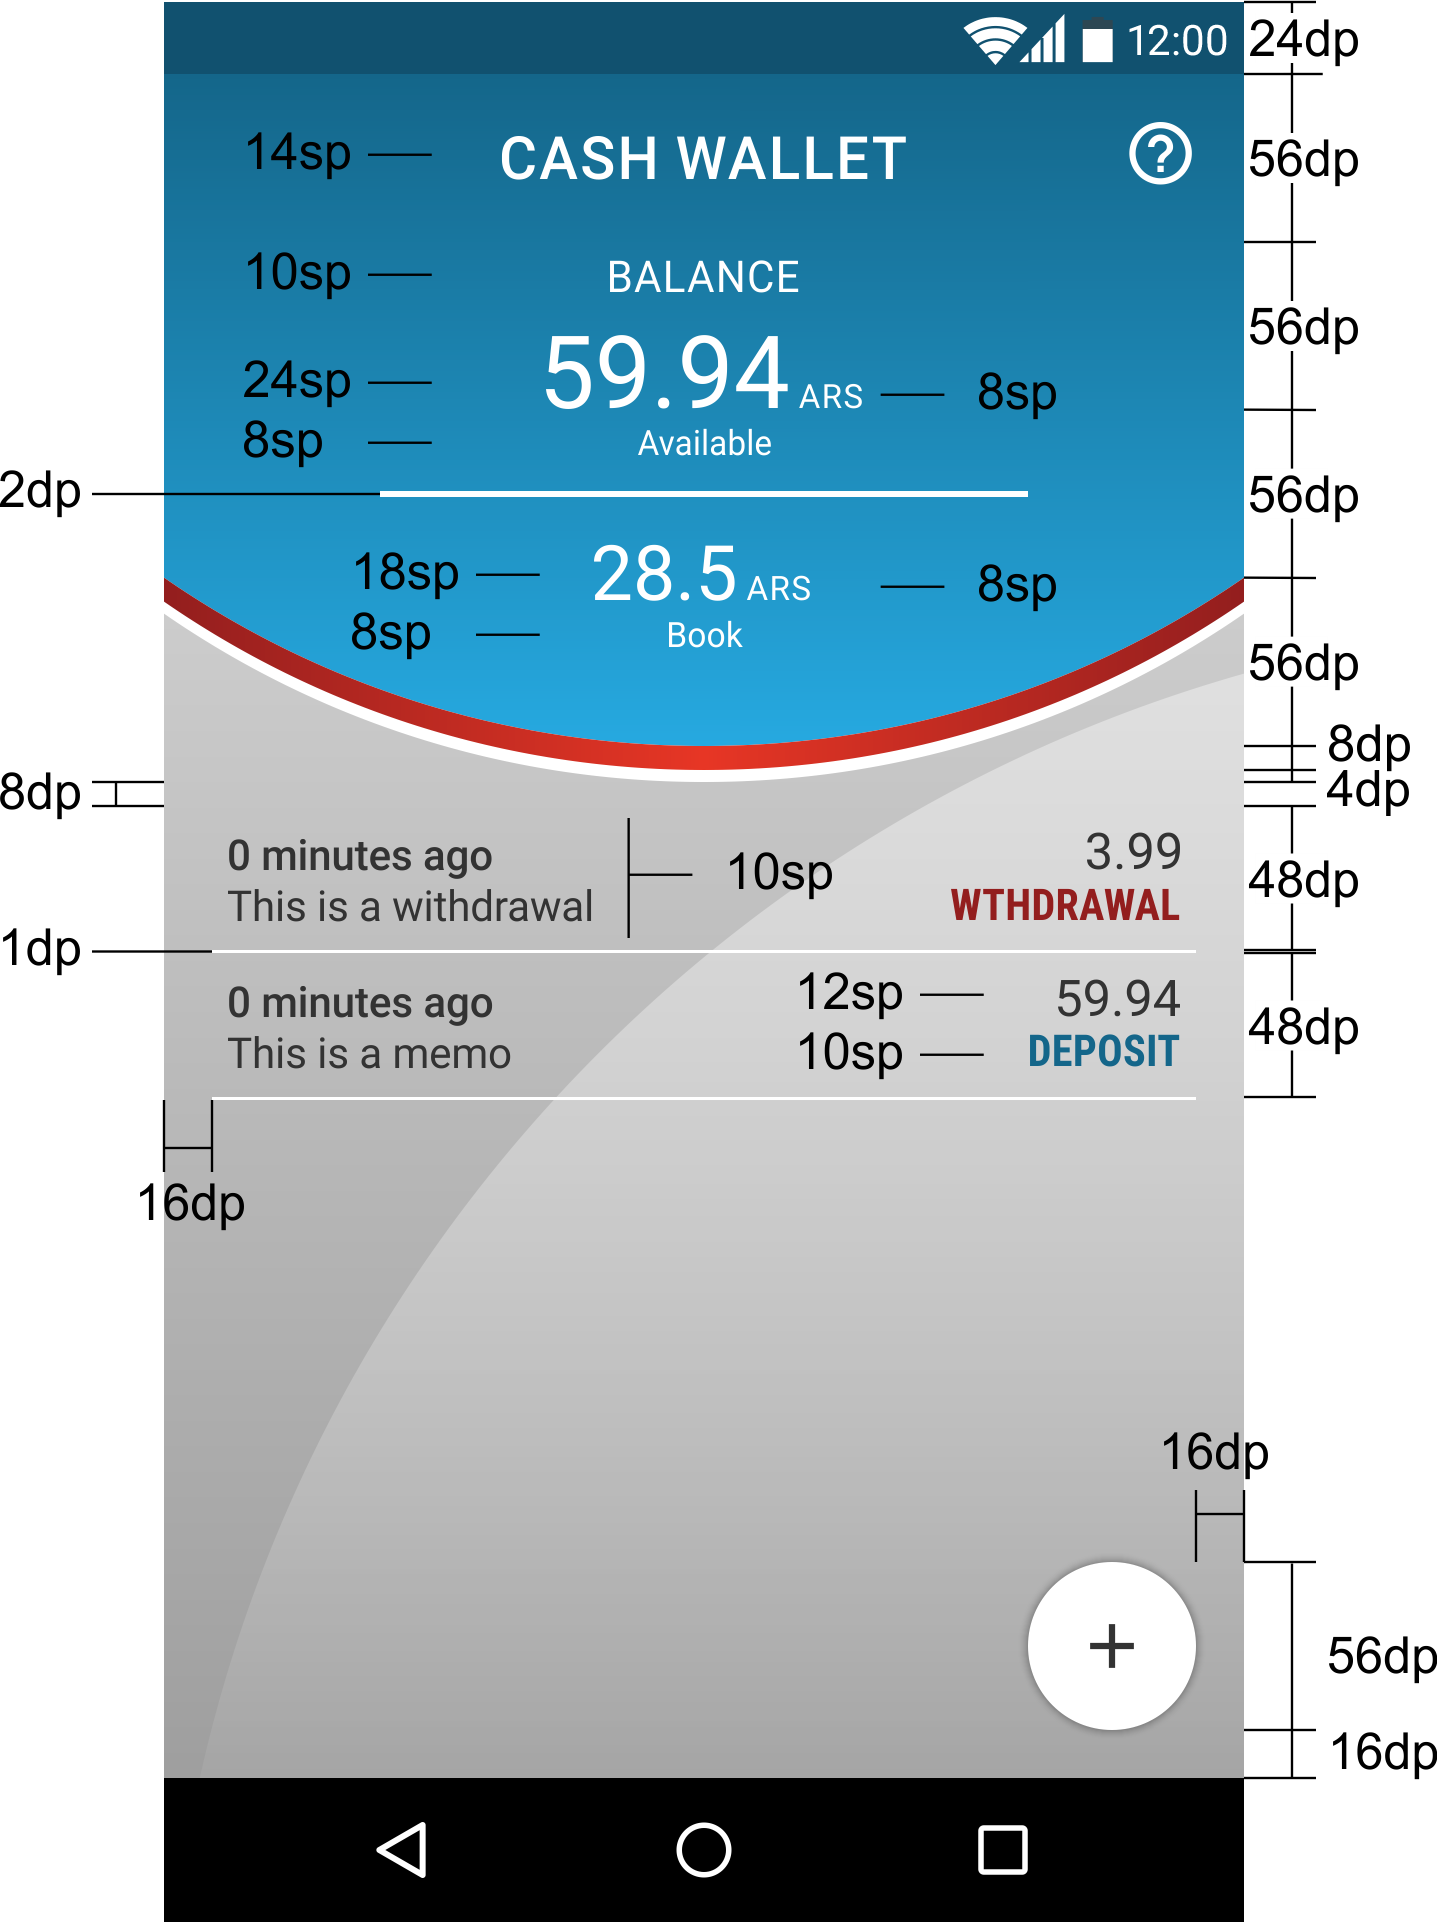 12:00 24dp
14sp CASH WALLET 56dp
10sp BALANCE 56dp
24sp 59.94 ARS 8sp
8sp Available
2dp 56dp
18sp 28.5 ARS 8sp
8sp Book
56dp
8dp
8dp 4dp
0 minutes ago 3.99
10sp 48dp
This is a withdrawal WTHDRAWAL
1dp
0 minutes ago 12sp 59.94
48dp
This is a memo 10sp DEPOSIT
16dp
16dp
56dp
16dp